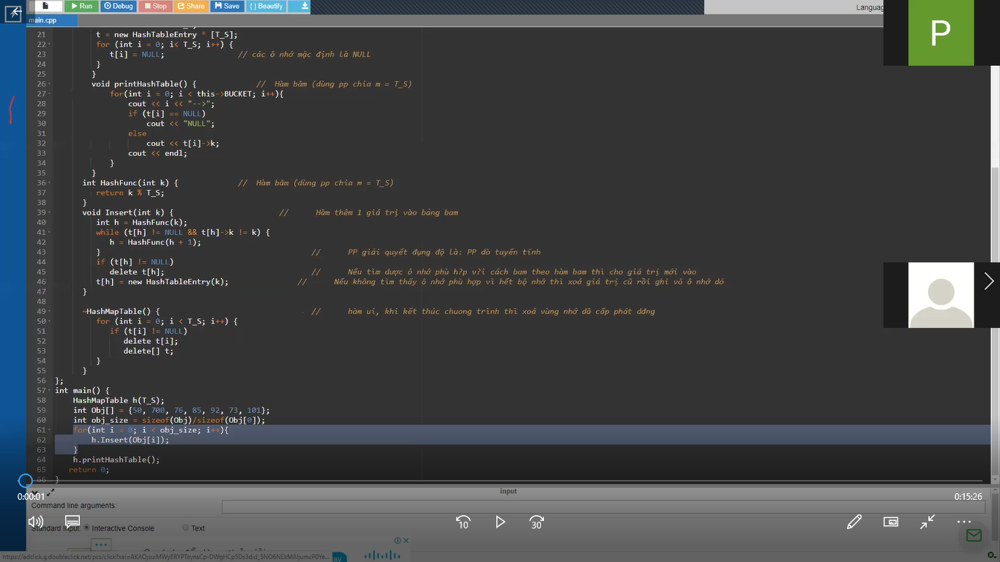 Run Debug Stop Share Save {} Beautify
Languag
main.cpp
P
21 t = new HashTableEntry * [T_S];
22 for (int i = 0; i< T_S; i++) {
23 t[i] = NULL; // các ô nhớ mặc định là NULL
24 }
25 }
26 void printHashTable() { // Hàm băm (dùng pp chia m = T_S)
27 for(int i = 0; i < this->BUCKET; i++){
28 cout << i << "-->";
29 if (t[i] == NULL)
30 cout << "NULL";
31 else
32 cout << t[i]->k;
33 cout << endl;
34 }
35 }
36 int HashFunc(int k) { // Hàm băm (dùng pp chia m = T_S)
37 return k % T_S;
38 }
39 void Insert(int k) { // Hàm thêm 1 giá trị vào bảng bam
40 int h = HashFunc(k);
41 while (t[h] != NULL && t[h]->k != k) {
42 h = HashFunc(h + 1);
43 } // PP giải quyết đụng độ là: PP dò tuyến tính
44 if (t[h] != NULL)
45 delete t[h]; // Nếu tìm dược ô nhớ phù h?p v?i cách bam theo hàm bam thì cho giá trị mới vào
46 t[h] = new HashTableEntry(k); // Nếu không tìm thấy ô nhớ phù hợp vì hết bộ nhớ thì xoá giá trị cũ rồi ghi vô ô nhớ dó
47 }
48
49 ~HashMapTable() { // hàm uỉ, khi kết thúc chuong trình thì xoá vùng nhớ dã cấp phát dống
50 for (int i = 0; i < T_S; i++) {
51 if (t[i] != NULL)
52 delete t[i];
53 delete[] t;
54 }
55 }
56 };
57 int main() {
58 HashMapTable h(T_S);
59 int Obj[] = {50, 700, 76, 85, 92, 73, 101};
60 int obj_size = sizeof(Obj)/sizeof(Obj[0]);
61 for(int i = 0; i < obj_size; i++){
62 h.Insert(Obj[i]);
63 }
64 h.printHashTable();
65 return 0;
66 }
input
0:00:01
0:15:26
Command line arguments:
10 30
Standard Input: Interactive Console Text